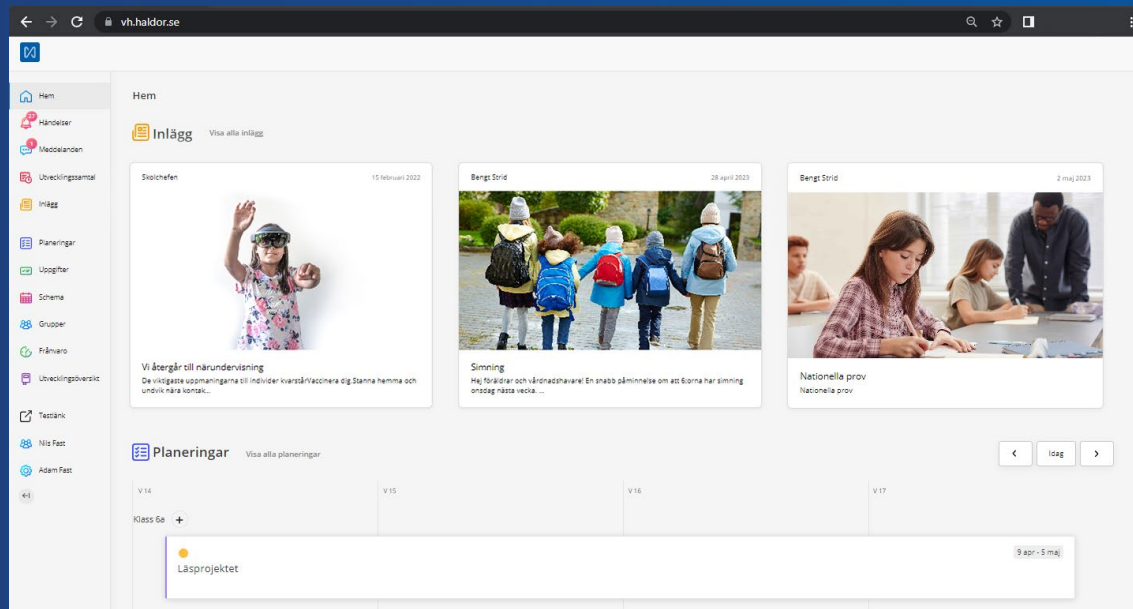 vh.haldor.se
Hem
27
Händelser
1
Meddelanden
Utvecklingssamtal
Inlägg
Planeringar
Uppgifter
Schema
Grupper
Frånvaro
Utvecklingsöversikt
Testlänk
Nils Fast
Adam Fast
Hem
Inlägg Visa alla inlägg
Skolchefen 15 februari 2022
Vi återgår till närundervisning
De viktigaste uppmaningarna till individer kvarstår!Vaccinera dig.Stanna hemma och
undvik nära kontak...
Bengt Strid 28 april 2023
Simning
Hej föräldrar och vårdnadshavare! En snabb påminnelse om att 6:orna har simning
onsdag nästa vecka. ...
Bengt Strid 2 maj 2023
Nationella prov
Nationella prov
Planeringar Visa alla planeringar
Idag
V 14 V 15 V 16 V 17
Klass 6a +
9 apr - 5 maj
Läsprojektet